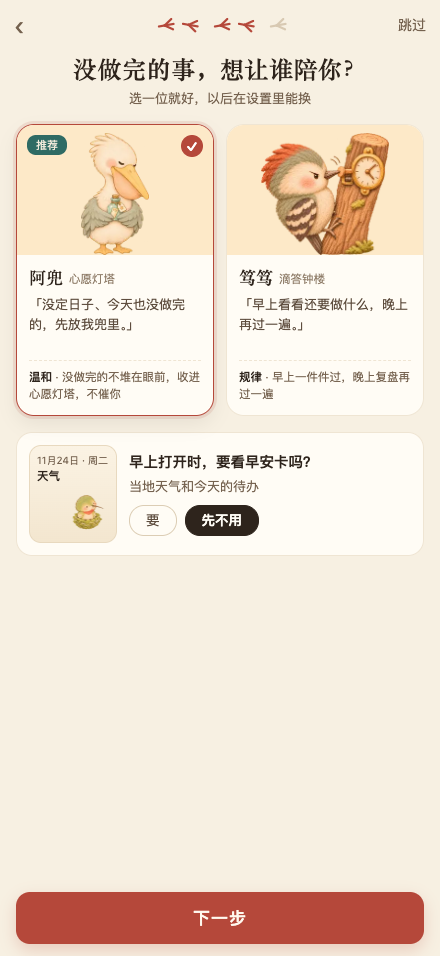 跳过
没做完的事，想让谁陪你？
选一位就好，以后在设置里能换
推荐
阿兜 心愿灯塔
「没定日子、今天也没做完
的，先放我兜里。」
温和 · 没做完的不堆在眼前，收进
心愿灯塔，不催你
笃笃 滴答钟楼
「早上看看还要做什么，晚上
再过一遍。」
规律 · 早上一件件过，晚上复盘再
过一遍
11月24日 · 周二
天气
早上打开时，要看早安卡吗？
当地天气和今天的待办
要
先不用
下一步